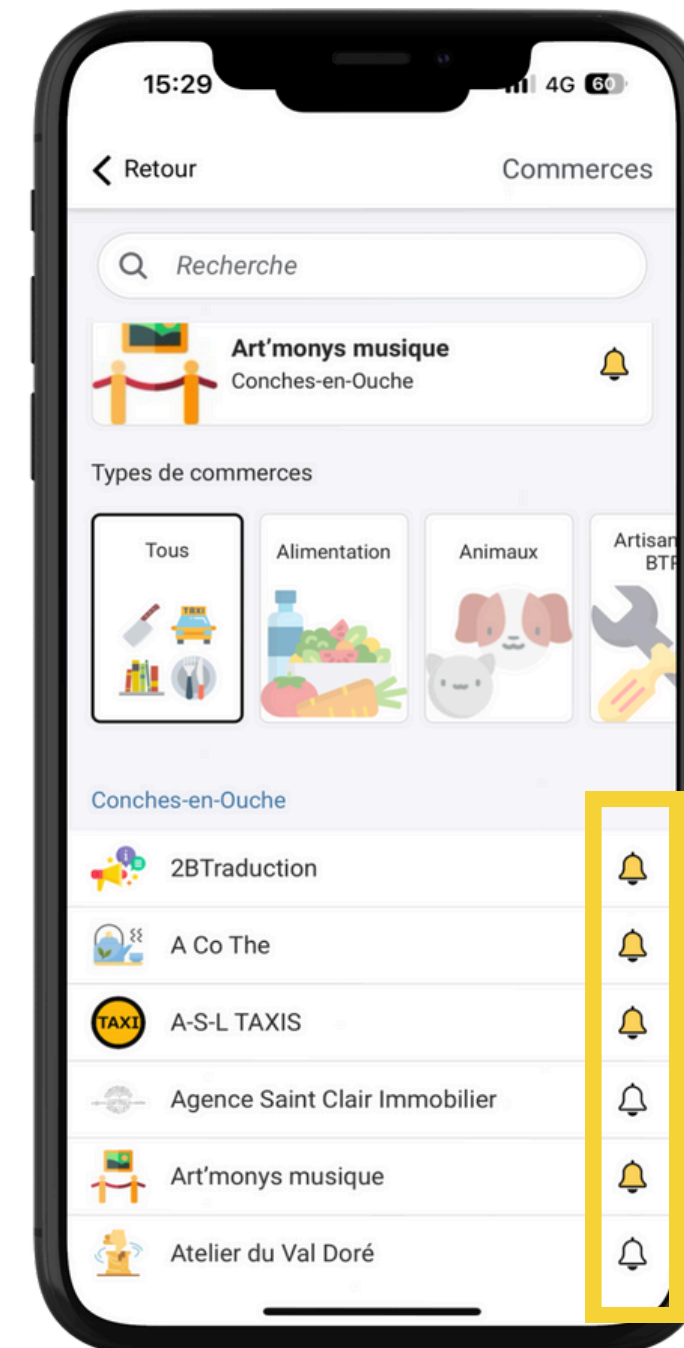 15:29 4G 60
Retour Commerces
Recherche
Art’monys musique
Conches-en-Ouche
Types de commerces
Tous Alimentation Animaux Artisan
BTP
TAXI
Conches-en-Ouche
2BTraduction
A Co The
TAXI A-S-L TAXIS
Agence Saint Clair Immobilier
Art’monys musique
Atelier du Val Doré